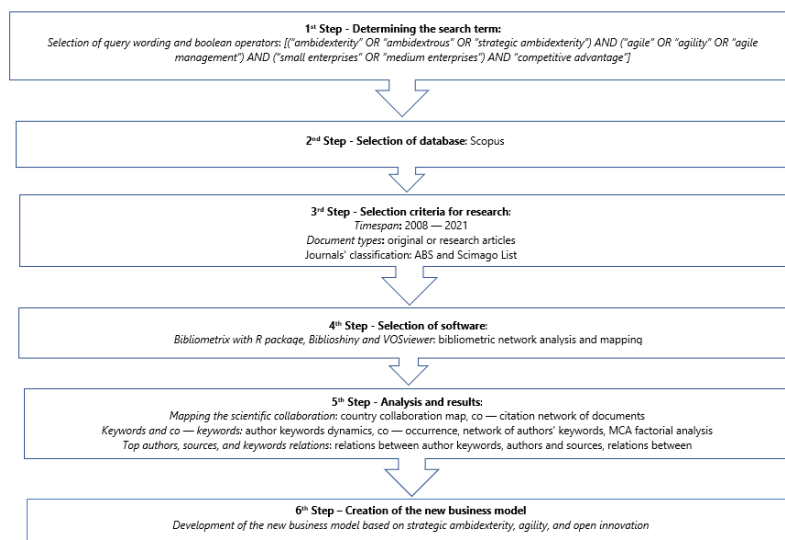 1st Step - Determining the search term:
Selection of query wording and boolean operators: [("ambidexterity" OR "ambidextrous" OR "strategic ambidexterity") AND ("agile" OR "agility" OR "agile
management") AND ("small enterprises" OR "medium enterprises") AND "competitive advantage"]
2nd Step - Selection of database: Scopus
3rd Step - Selection criteria for research:
Timespan: 2008 — 2021
Document types: original or research articles
Journals' classification: ABS and Scimago List
4th Step - Selection of software:
Bibliometrix with R package, Biblioshiny and VOSviewer: bibliometric network analysis and mapping
5th Step - Analysis and results:
Mapping the scientific collaboration: country collaboration map, co — citation network of documents
Keywords and co — keywords: author keywords dynamics, co — occurrence, network of authors' keywords, MCA factorial analysis
Top authors, sources, and keywords relations: relations between author keywords, authors and sources, relations between
6th Step – Creation of the new business model
Development of the new business model based on strategic ambidexterity, agility, and open innovation